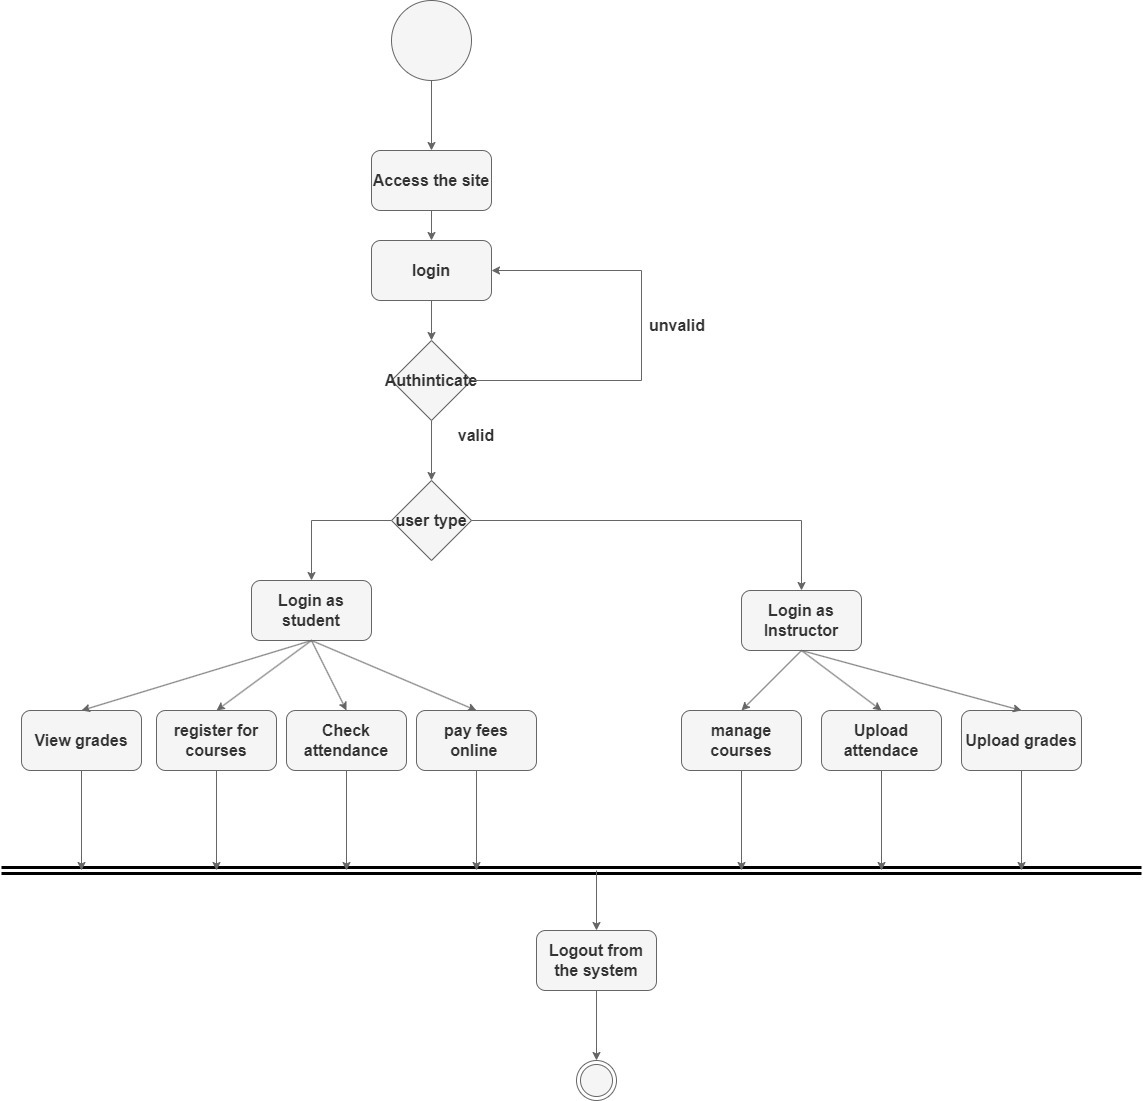 Access the site
login
unvalid
Authinticate
valid
user type
Login as
student
Login as
Instructor
View grades
register for
courses
Check
attendance
pay fees
online
manage
courses
Upload
attendace
Upload grades
Logout from
the system